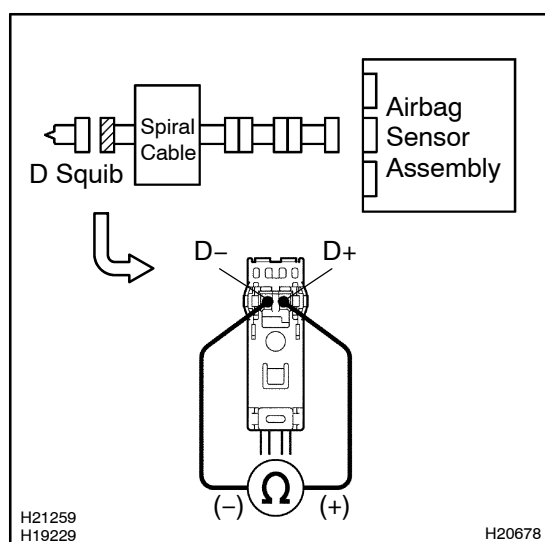 Spiral
Cable
Airbag
Sensor
Assembly
D Squib
D− D+
(−) Ω (+)
H21259
H19229
H20678